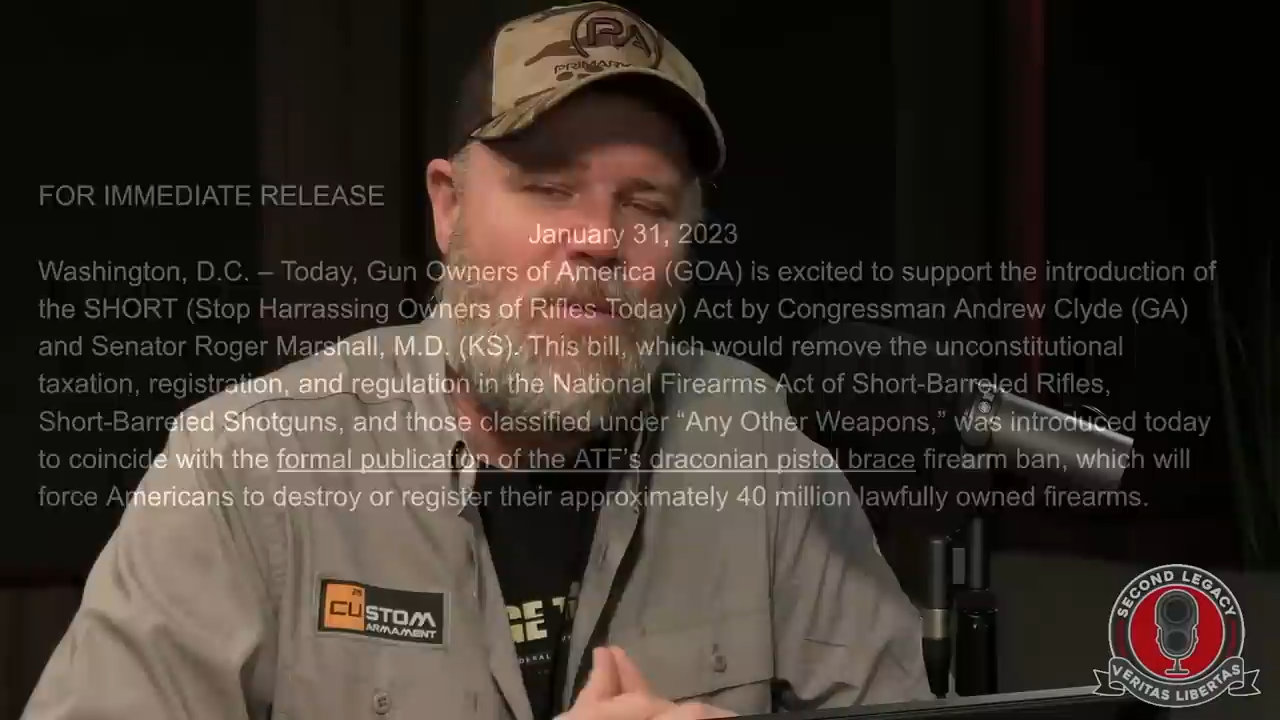 PA
PRIMARY
FOR IMMEDIATE RELEASE
January 31, 2023
Washington, D.C. – Today, Gun Owners of America (GOA) is excited to support the introduction of
the SHORT (Stop Harrassing Owners of Rifles Today) Act by Congressman Andrew Clyde (GA)
and Senator Roger Marshall, M.D. (KS). This bill, which would remove the unconstitutional
taxation, registration, and regulation in the National Firearms Act of Short-Barreled Rifles,
Short-Barreled Shotguns, and those classified under “Any Other Weapons,” was introduced today
to coincide with the formal publication of the ATF’s draconian pistol brace firearm ban, which will
force Americans to destroy or register their approximately 40 million lawfully owned firearms.
CUSTOM
ARMAMENT
SECOND LEGACY
VERITAS LIBERTAS